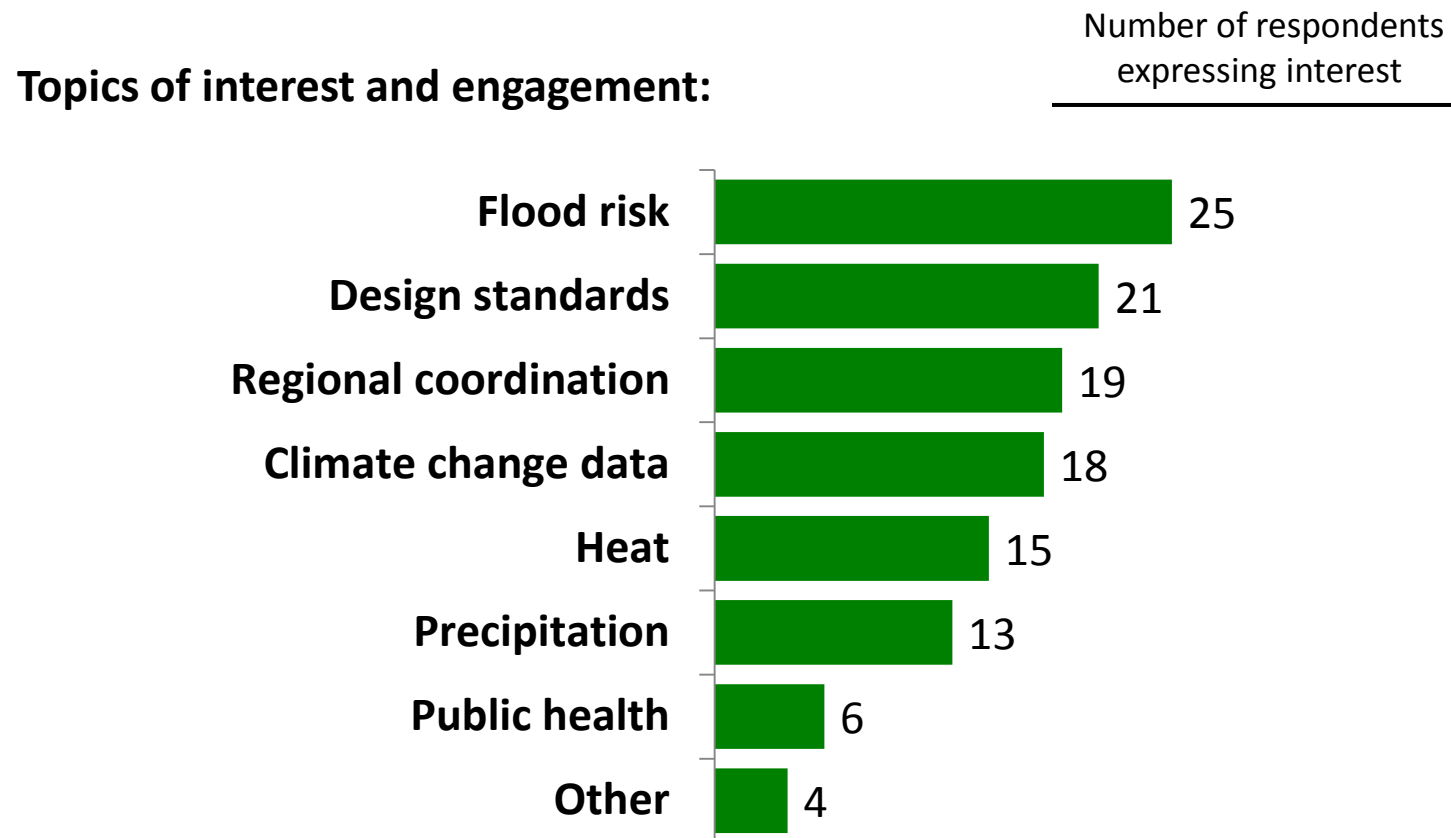 Number of respondents
expressing interest
Topics of interest and engagement:
Flood risk 25
Design standards 21
Regional coordination 19
Climate change data 18
Heat 15
Precipitation 13
Public health 6
Other 4